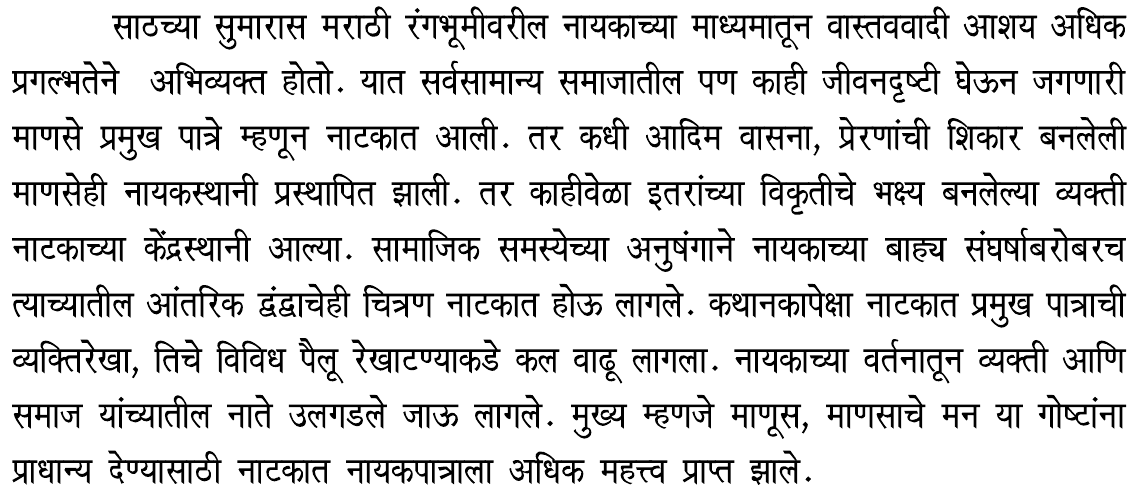 साठच्या सुमारास मराठी रंगभूमीवरील नायकाच्या माध्यमातून वास्तववादी आशय अधिक
प्रगल्भतेने अभिव्यक्त होतो. यात सर्वसामान्य समाजातील पण काही जीवनदृष्टी घेऊन जगणारी
माणसे प्रमुख पात्रे म्हणून नाटकात आली. तर कधी आदिम वासना, प्रेरणांची शिकार बनलेली
माणसेही नायकस्थानी प्रस्थापित झाली. तर काहीवेळा इतरांच्या विकृतीचे भक्ष्य बनलेल्या व्यक्ती
नाटकाच्या केंद्रस्थानी आल्या. सामाजिक समस्येच्या अनुषंगाने नायकाच्या बाह्य संघर्षाबरोबरच
त्याच्यातील आंतरिक द्वंद्वाचेही चित्रण नाटकात होऊ लागले. कथानकापेक्षा नाटकात प्रमुख पात्राची
व्यक्तिरेखा, तिचे विविध पैलू रेखाटण्याकडे कल वाढू लागला. नायकाच्या वर्तनातून व्यक्ती आणि
समाज यांच्यातील नाते उलगडले जाऊ लागले. मुख्य म्हणजे माणूस, माणसाचे मन या गोष्टांना
प्राधान्य देण्यासाठी नाटकात नायकपात्राला अधिक महत्त्व प्राप्त झाले.